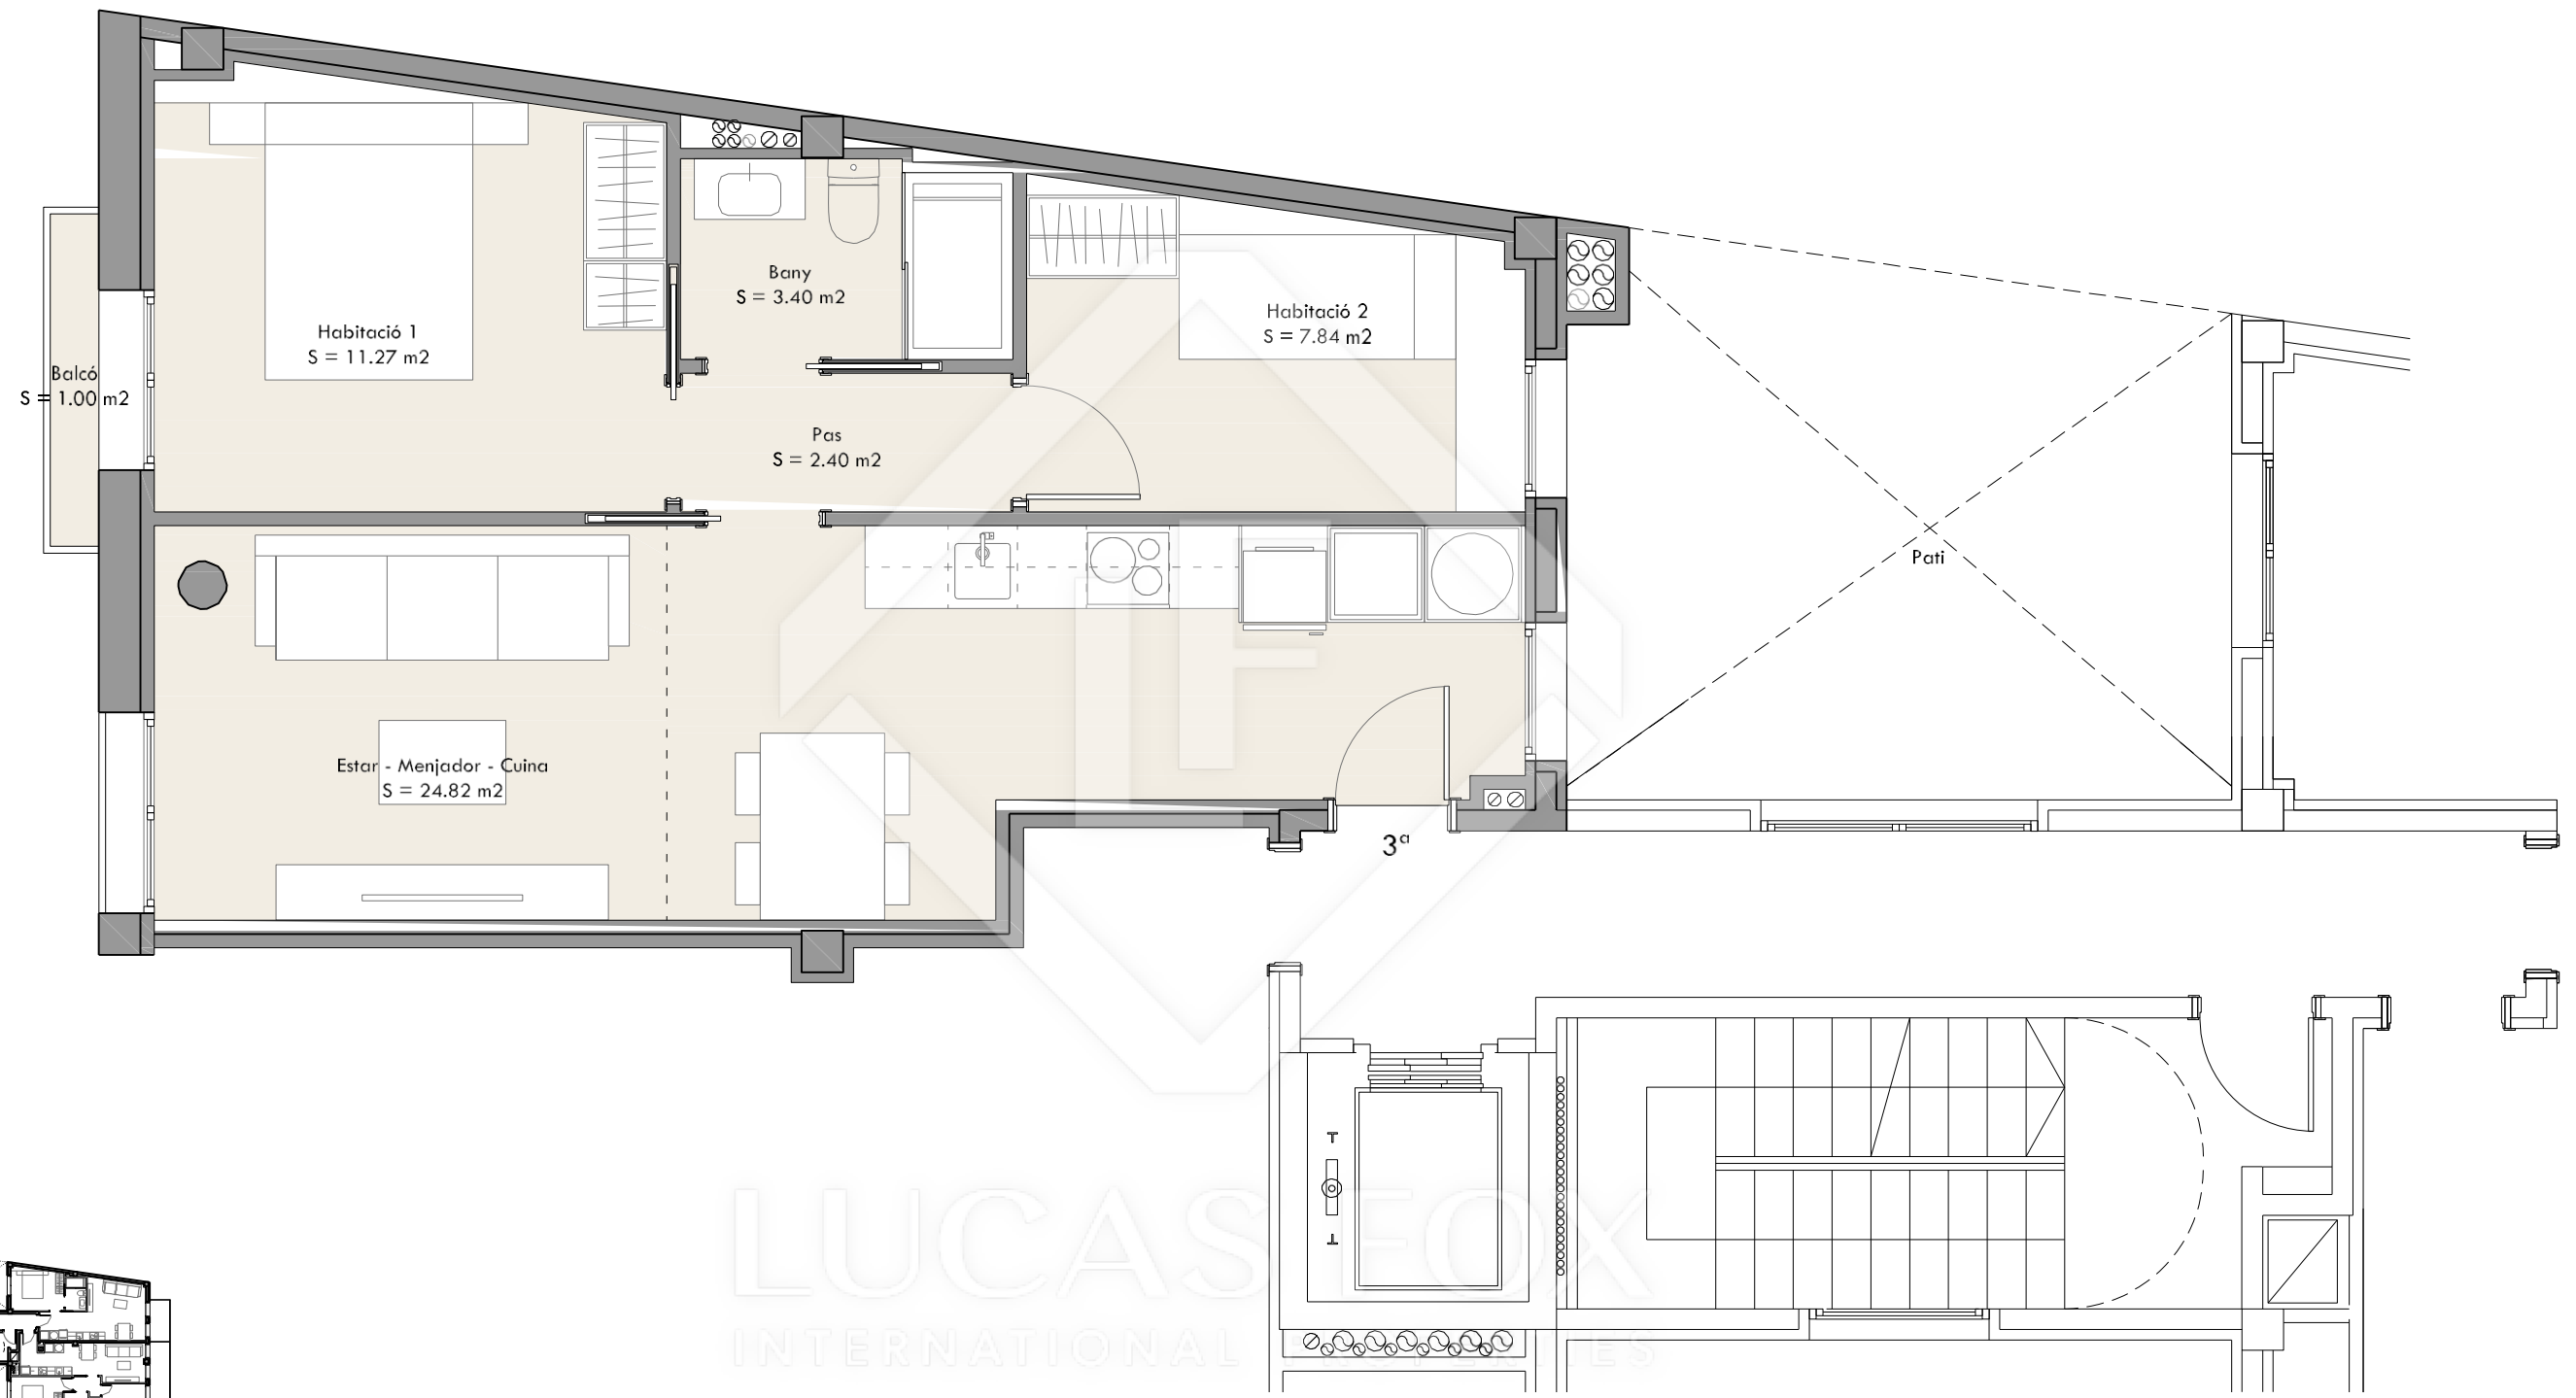 Bany
S = 3.40 m2
Habitació 1
S = 11.27 m2
Habitació 2
S = 7.84 m2
Balcó
S = 1.00 m2
Pas
S = 2.40 m2
Pati
Estar - Menjador - Cuina
S = 24.82 m2
3ª
LF
LUCAS FOX
INTERNATIONAL PROPERTIES